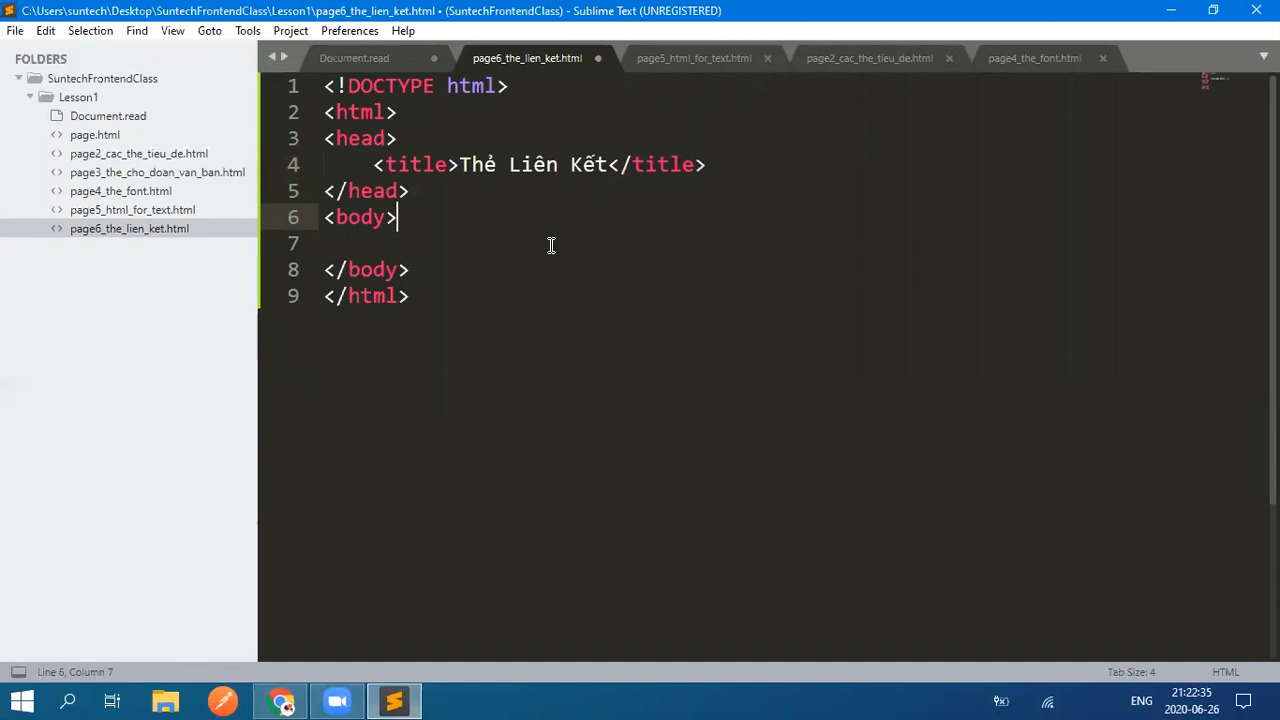 C:\Users\suntech\Desktop\SuntechFrontendClass\Lesson1\page6_the_lien_ket.html • (SuntechFrontendClass) - Sublime Text (UNREGISTERED)
File Edit Selection Find View Goto Tools Project Preferences Help
FOLDERS
SuntechFrontendClass
Lesson1
Document.read
page.html
page2_cac_the_tieu_de.html
page3_the_cho_doan_van_ban.html
page4_the_font.html
page5_html_for_text.html
page6_the_lien_ket.html
Document.read page6_the_lien_ket.html page5_html_for_text.html page2_cac_the_tieu_de.html page4_the_font.html
1 <!DOCTYPE html>
2 <html>
3 <head>
4 <title>Thẻ Liên Kết</title>
5 </head>
6 <body>
7
8 </body>
9 </html>
Line 6, Column 7 Tab Size: 4 HTML
ENG
21:22:35
2020-06-26